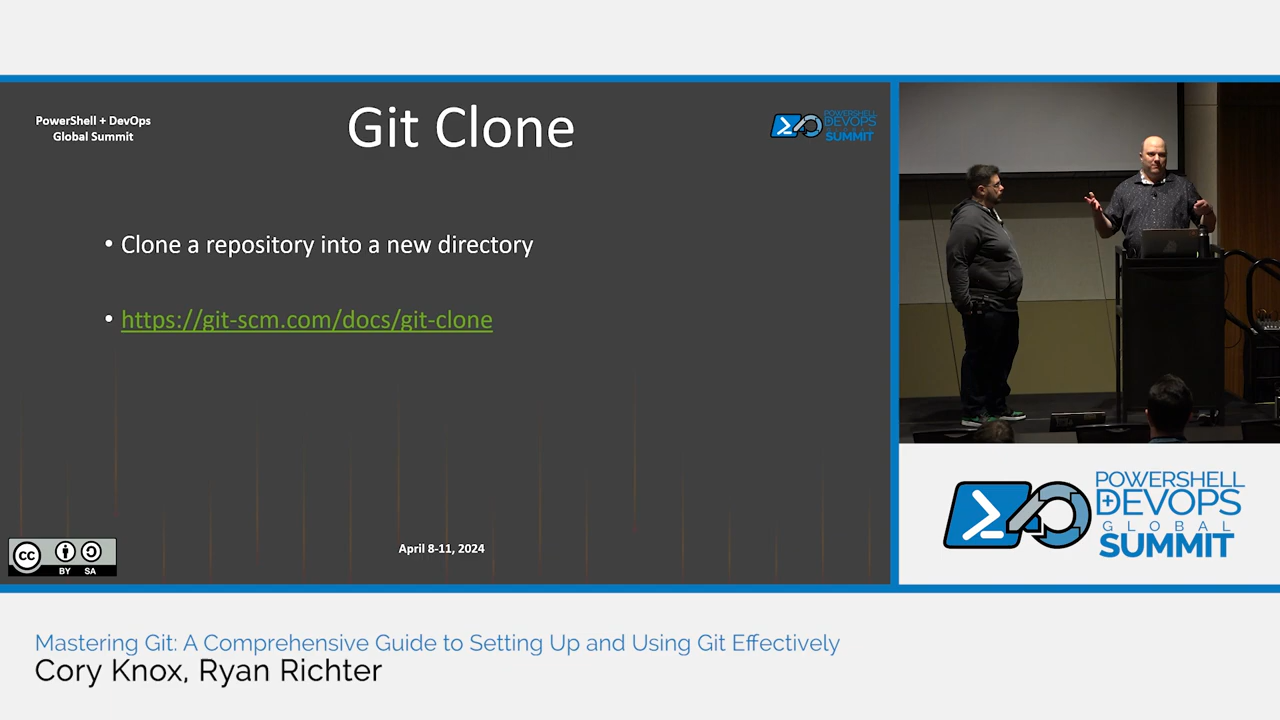 PowerShell + DevOps
Global Summit
Git Clone
POWERSHELL
DEVOPS
GLOBAL
SUMMIT
• Clone a repository into a new directory
• https://git-scm.com/docs/git-clone
April 8-11, 2024
CC
BY SA
POWERSHELL
DEVOPS
GLOBAL
SUMMIT
Mastering Git: A Comprehensive Guide to Setting Up and Using Git Effectively
Cory Knox, Ryan Richter